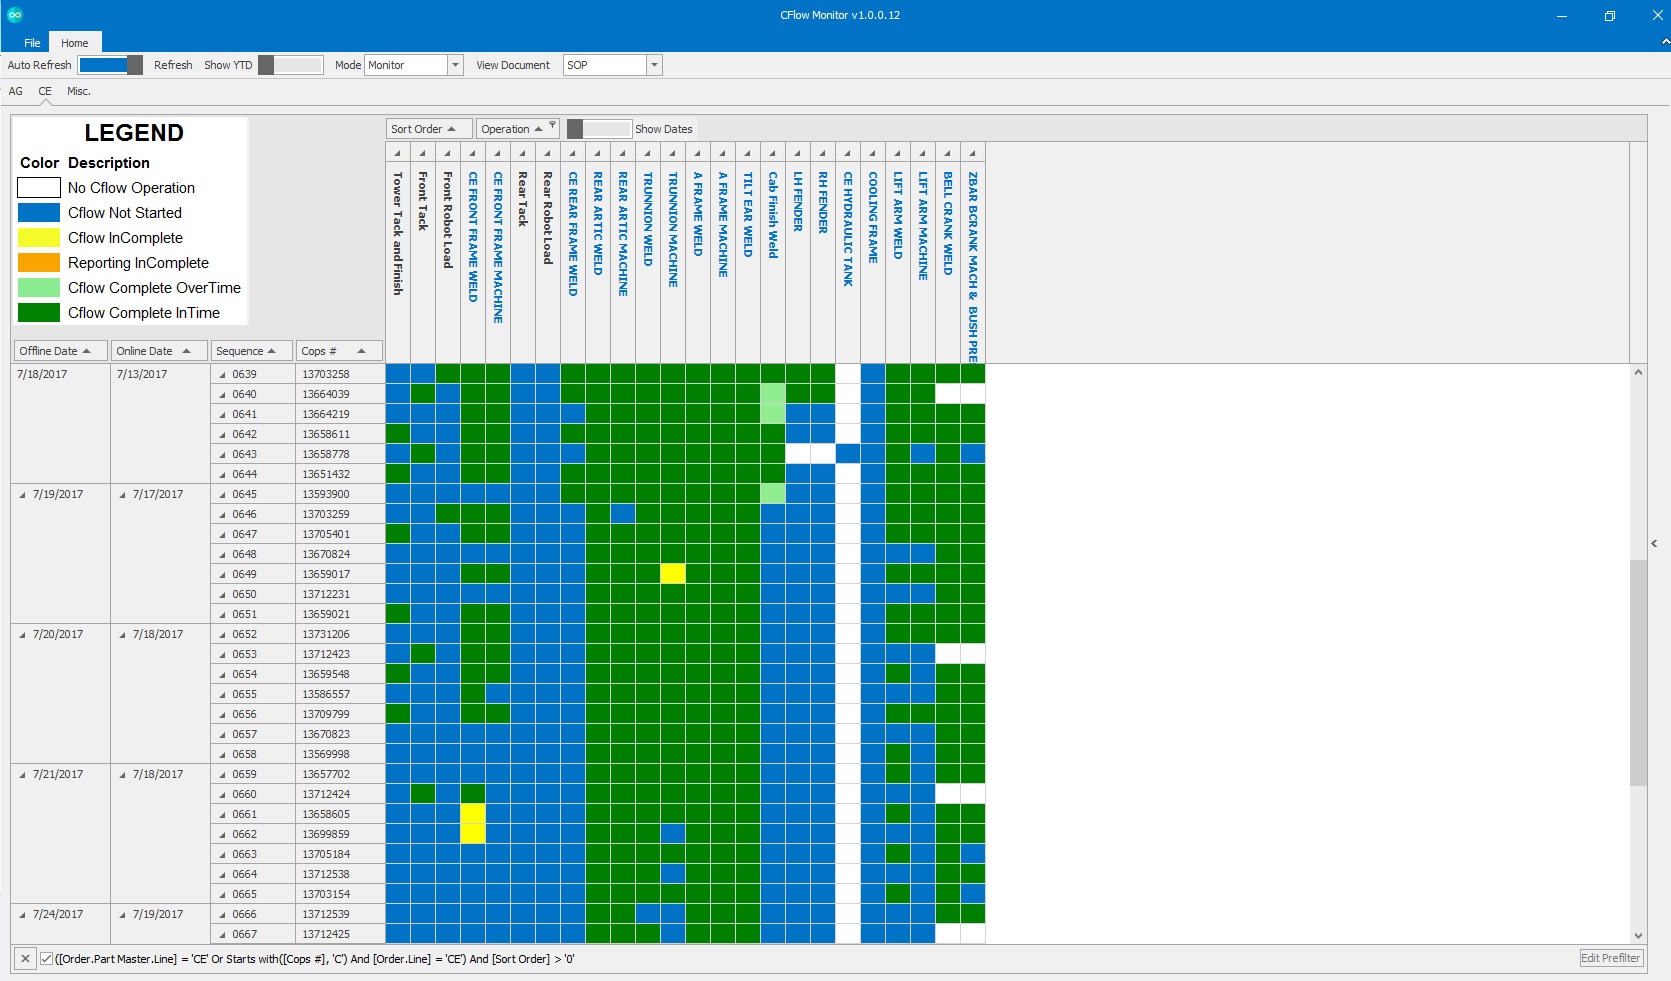 CFlow Monitor v1.0.0.12
File Home
Auto Refresh Refresh Show YTD Mode Monitor View Document SOP
AG CE Misc.
LEGEND
Color Description
No Cflow Operation
Cflow Not Started
Cflow InComplete
Reporting InComplete
Cflow Complete OverTime
Cflow Complete InTime
Sort Order Operation Show Dates
Tower Tack and Finish
Front Tack
Front Robot Load
CE FRONT FRAME WELD
CE FRONT FRAME MACHINE
Rear Tack
Rear Robot Load
CE REAR FRAME WELD
REAR ARTIC WELD
REAR ARTIC MACHINE
TRUNNION WELD
TRUNNION MACHINE
A FRAME WELD
A FRAME MACHINE
TILT EAR WELD
Cab Finish Weld
LH FENDER
RH FENDER
CE HYDRAULIC TANK
COOLING FRAME
LIFT ARM WELD
LIFT ARM MACHINE
BELL CRANK WELD
ZBAR BCRANK MACH & BUSH PRE
Offline Date Online Date Sequence Cops #
7/18/2017 7/13/2017 0639 13703258
0640 13664039
0641 13664219
0642 13658611
0643 13658778
0644 13651432
7/19/2017 7/17/2017 0645 13593900
0646 13703259
0647 13705401
0648 13670824
0649 13659017
0650 13712231
0651 13659021
7/20/2017 7/18/2017 0652 13731206
0653 13712423
0654 13659548
0655 13586557
0656 13709799
0657 13670823
0658 13569998
7/21/2017 7/18/2017 0659 13657702
0660 13712424
0661 13658605
0662 13699859
0663 13705184
0664 13712538
0665 13703154
7/24/2017 7/19/2017 0666 13712539
0667 13712425
([Order.Part Master.Line] = 'CE' Or Starts with([Cops #], 'C') And [Order.Line] = 'CE') And [Sort Order] > '0' Edit Prefilter